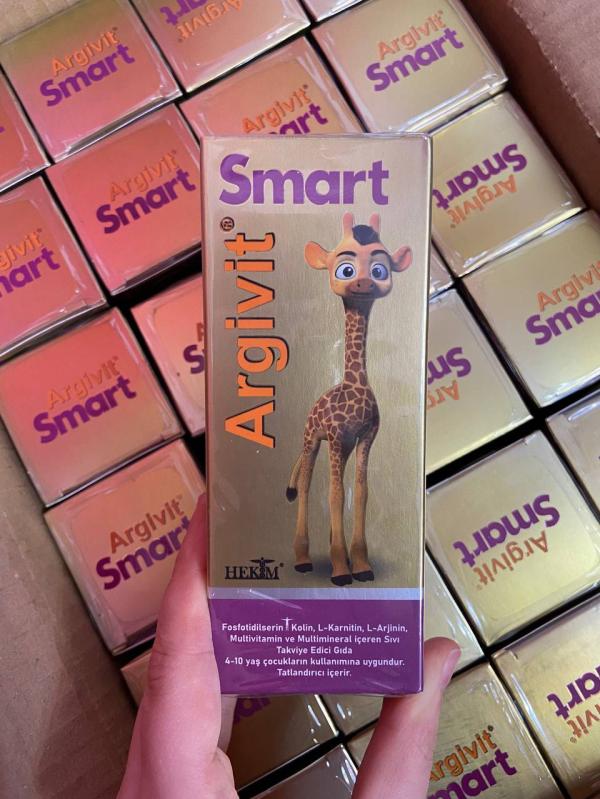 Argivit®
Smart
Argivit®
Smart
Argivit®
Smart
Argivit®
Smart
Smart
Argivit®
HEKİM®
Fosfotidilserin Kolin, L-Karnitin, L-Arjinin,
Multivitamin ve Multimineral içeren Sıvı
Takviye Edici Gıda
4-10 yaş çocukların kullanımına uygundur.
Tatlandırıcı içerir.
Argivit®
Smart
Argivit®
Smart
Argivit®
Smart
Argivit®
Smart
Argivit®
Smart
Argivit®
Smart